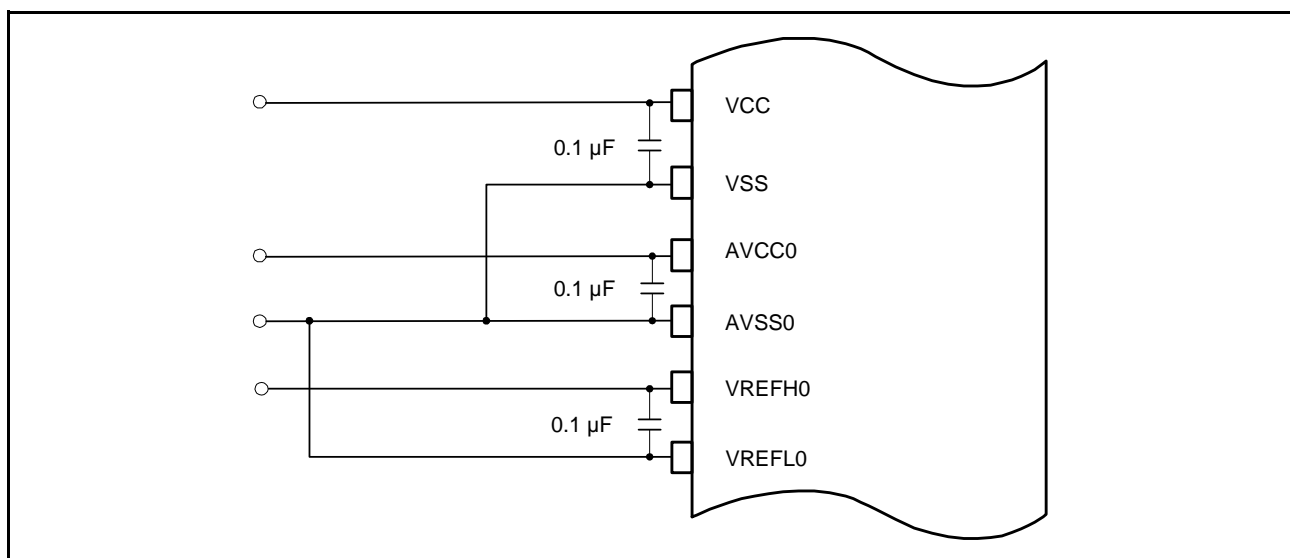 VCC
0.1 µF
VSS
AVCC0
0.1 µF
AVSS0
VREFH0
0.1 µF
VREFL0